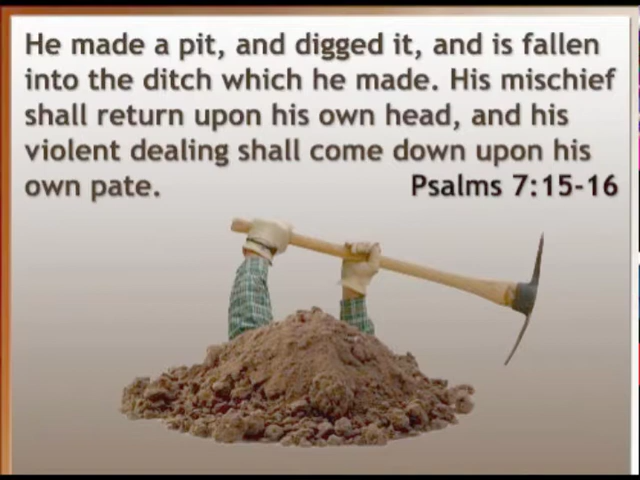 He made a pit, and digged it, and is fallen
into the ditch which he made. His mischief
shall return upon his own head, and his
violent dealing shall come down upon his
own pate. Psalms 7:15-16